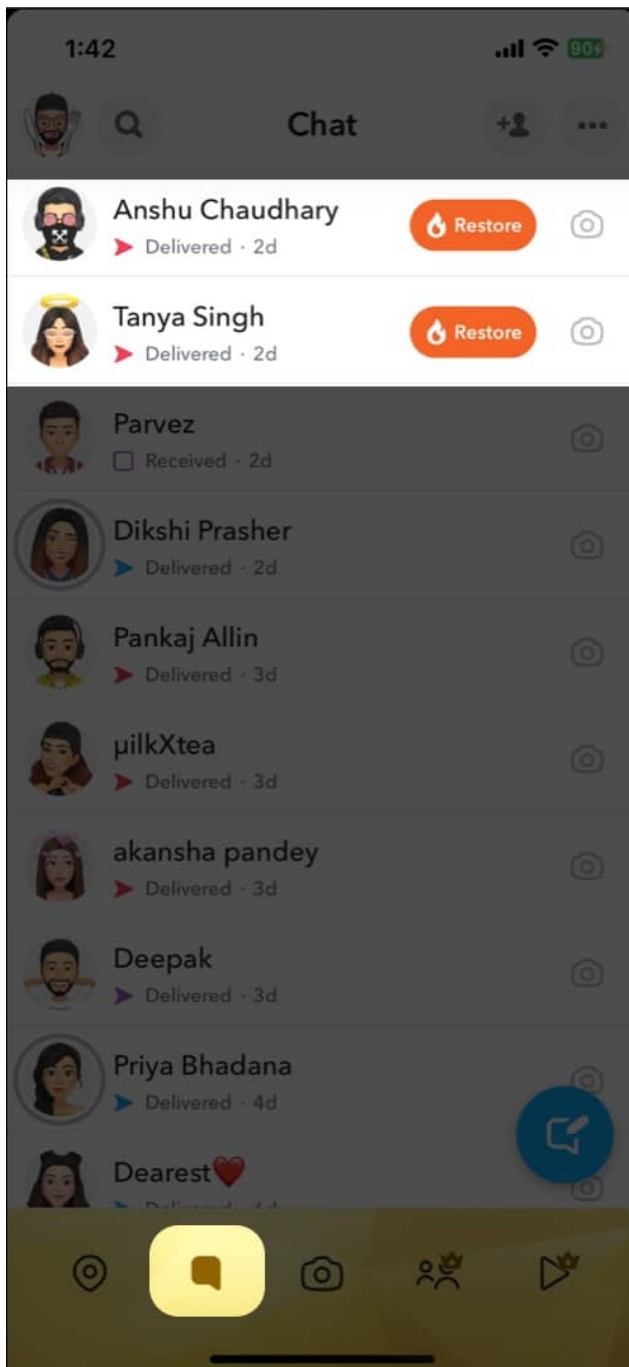 1:42
90
Chat
Anshu Chaudhary
Restore
Delivered · 2d
Tanya Singh
Restore
Delivered · 2d
Parvez
Received · 2d
Dikshi Prasher
Delivered · 2d
Pankaj Allin
Delivered · 3d
µilkXtea
Delivered · 3d
akansha pandey
Delivered · 3d
Deepak
Delivered · 3d
Priya Bhadana
Delivered · 4d
Dearest❤️